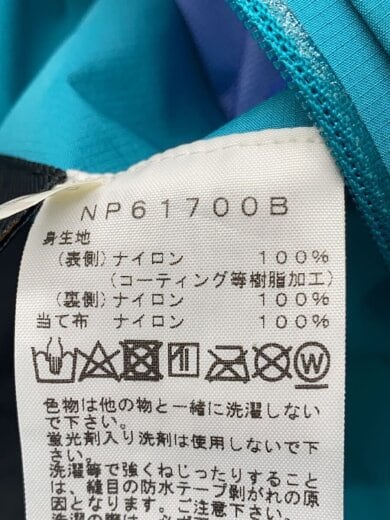 NP61700B
身生地
(表側)ナイロン 100%
(コーティング等樹脂加工)
(裏側)ナイロン 100%
当て布 ナイロン 100%
色物は他の物と一緒に洗濯しない
で下さい。
蛍光剤入り洗剤は使用しないで下
さい。
洗濯等で強くねじったりすること
は、縫目の防水テープ剥がれの原
因となります。ご注意下さい。